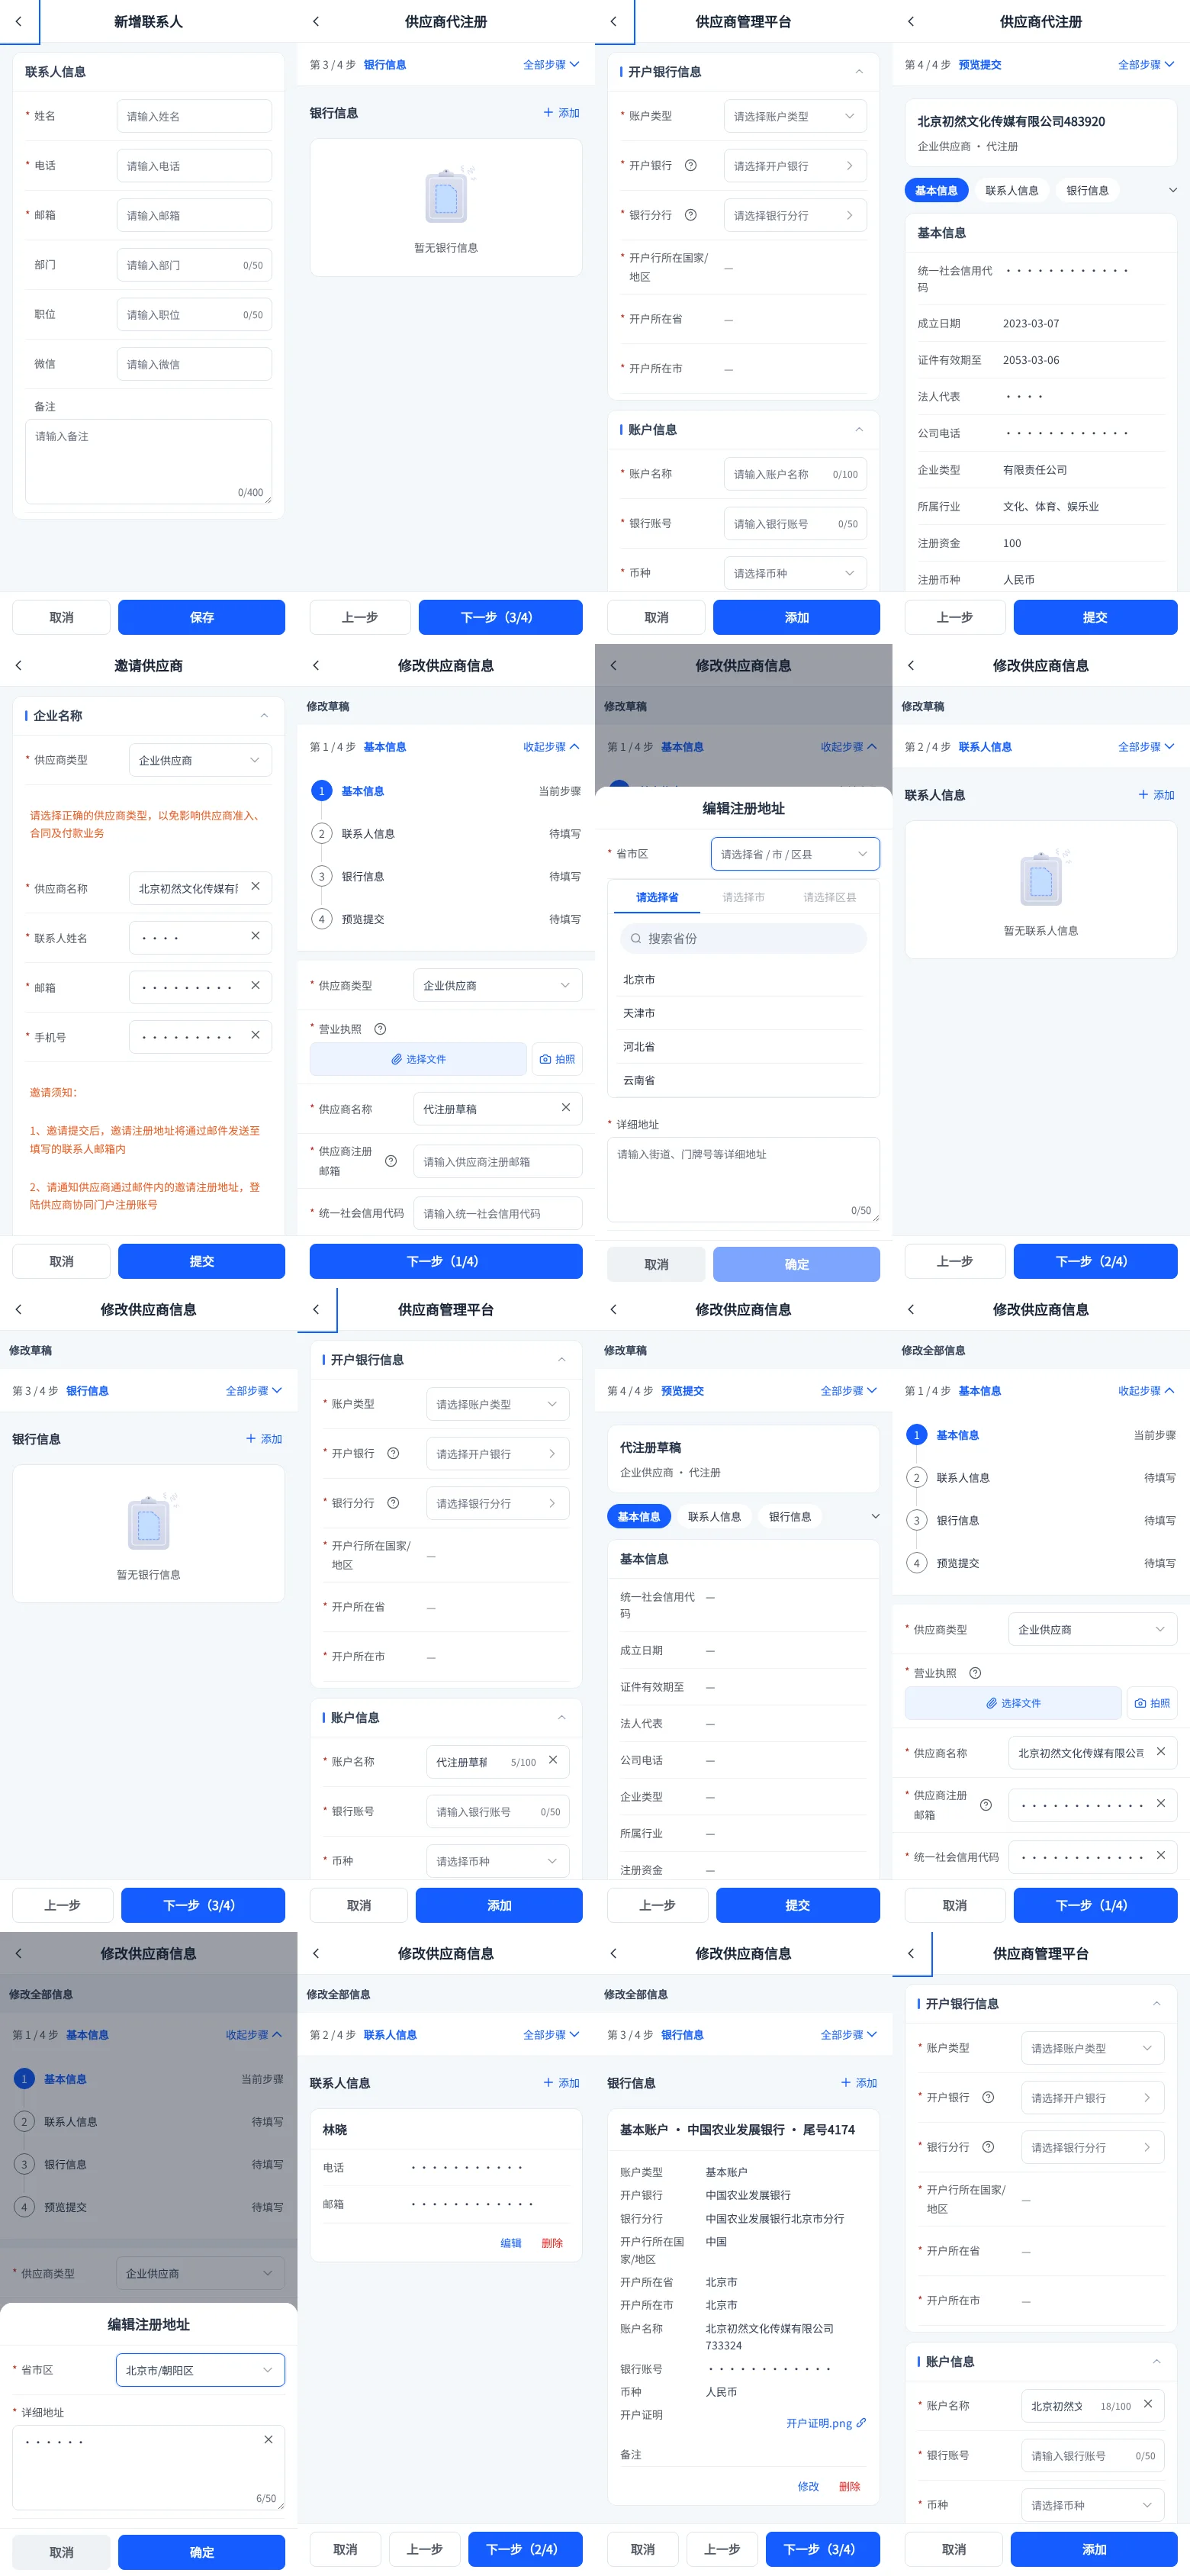 新增联系人
联系人信息
* 姓名 请输入姓名
* 电话 请输入电话
* 邮箱 请输入邮箱
部门 请输入部门 0/50
职位 请输入职位 0/50
微信 请输入微信
备注
请输入备注
0/400
取消 保存
供应商代注册
第 3 / 4 步 银行信息 全部步骤
银行信息 + 添加
暂无银行信息
上一步 下一步（3/4）
供应商管理平台
开户银行信息
* 账户类型 请选择账户类型
* 开户银行 ? 请选择开户银行
* 银行分行 ? 请选择银行分行
* 开户行所在国家/
地区 —
* 开户所在省 —
* 开户所在市 —
账户信息
* 账户名称 请输入账户名称 0/100
* 银行账号 请输入银行账号 0/50
* 币种 请选择币种
取消 添加
供应商代注册
第 4 / 4 步 预览提交 全部步骤
北京初然文化传媒有限公司483920
企业供应商 · 代注册
基本信息 联系人信息 银行信息
基本信息
统一社会信用代 ············
码
成立日期 2023-03-07
证件有效期至 2053-03-06
法人代表 ····
公司电话 ············
企业类型 有限责任公司
所属行业 文化、体育、娱乐业
注册资金 100
注册币种 人民币
上一步 提交
邀请供应商
企业名称
* 供应商类型 企业供应商
请选择正确的供应商类型，以免影响供应商准入、
合同及付款业务
* 供应商名称 北京初然文化传媒有
* 联系人姓名 ····
* 邮箱 ·········
* 手机号 ·········
邀请须知：
1、邀请提交后，邀请注册地址将通过邮件发送至
填写的联系人邮箱内
2、请通知供应商通过邮件内的邀请注册地址，登
陆供应商协同门户注册账号
取消 提交
修改供应商信息
修改草稿
第 1 / 4 步 基本信息 收起步骤
1 基本信息 当前步骤
2 联系人信息 待填写
3 银行信息 待填写
4 预览提交 待填写
* 供应商类型 企业供应商
* 营业执照 ?
选择文件 拍照
* 供应商名称 代注册草稿
* 供应商注册
邮箱 ? 请输入供应商注册邮箱
* 统一社会信用代码 请输入统一社会信用代码
下一步（1/4）
修改供应商信息
修改草稿
第 1 / 4 步 基本信息 收起步骤
编辑注册地址
* 省市区 请选择省 / 市 / 区县
请选择省 请选择市 请选择区县
搜索省份
北京市
天津市
河北省
云南省
* 详细地址
请输入街道、门牌号等详细地址
0/50
取消 确定
修改供应商信息
修改草稿
第 2 / 4 步 联系人信息 全部步骤
联系人信息 + 添加
暂无联系人信息
上一步 下一步（2/4）
修改供应商信息
修改草稿
第 3 / 4 步 银行信息 全部步骤
银行信息 + 添加
暂无银行信息
上一步 下一步（3/4）
供应商管理平台
开户银行信息
* 账户类型 请选择账户类型
* 开户银行 ? 请选择开户银行
* 银行分行 ? 请选择银行分行
* 开户行所在国家/
地区 —
* 开户所在省 —
* 开户所在市 —
账户信息
* 账户名称 代注册草 5/100
* 银行账号 请输入银行账号 0/50
* 币种 请选择币种
取消 添加
修改供应商信息
修改草稿
第 4 / 4 步 预览提交 全部步骤
代注册草稿
企业供应商 · 代注册
基本信息 联系人信息 银行信息
基本信息
统一社会信用代 —
码
成立日期 —
证件有效期至 —
法人代表 —
公司电话 —
企业类型 —
所属行业 —
注册资金 —
上一步 提交
修改供应商信息
修改全部信息
第 1 / 4 步 基本信息 收起步骤
1 基本信息 当前步骤
2 联系人信息 待填写
3 银行信息 待填写
4 预览提交 待填写
* 供应商类型 企业供应商
* 营业执照 ?
选择文件 拍照
* 供应商名称 北京初然文化传媒有限公司
* 供应商注册
邮箱 ? ············
* 统一社会信用代码 ············
取消 下一步（1/4）
修改供应商信息
修改全部信息
第 1 / 4 步 基本信息 收起步骤
1 基本信息 当前步骤
2 联系人信息 待填写
3 银行信息 待填写
4 预览提交 待填写
* 供应商类型 企业供应商
编辑注册地址
* 省市区 北京市/朝阳区
* 详细地址
······
6/50
取消 确定
修改供应商信息
修改全部信息
第 2 / 4 步 联系人信息 全部步骤
联系人信息 + 添加
林晓
电话 ···········
邮箱 ············
编辑 删除
取消 上一步 下一步（2/4）
修改供应商信息
修改全部信息
第 3 / 4 步 银行信息 全部步骤
银行信息 + 添加
基本账户 · 中国农业发展银行 · 尾号4174
账户类型 基本账户
开户银行 中国农业发展银行
银行分行 中国农业发展银行北京市分行
开户行所在国 中国
家/地区
开户所在省 北京市
开户所在市 北京市
账户名称 北京初然文化传媒有限公司
733324
银行账号 ············
币种 人民币
开户证明
开户证明.png
备注
修改 删除
取消 上一步 下一步（3/4）
供应商管理平台
开户银行信息
* 账户类型 请选择账户类型
* 开户银行 ? 请选择开户银行
* 银行分行 ? 请选择银行分行
* 开户行所在国家/
地区 —
* 开户所在省 —
* 开户所在市 —
账户信息
* 账户名称 北京初然文 18/100
* 银行账号 请输入银行账号 0/50
* 币种 请选择币种
取消 添加